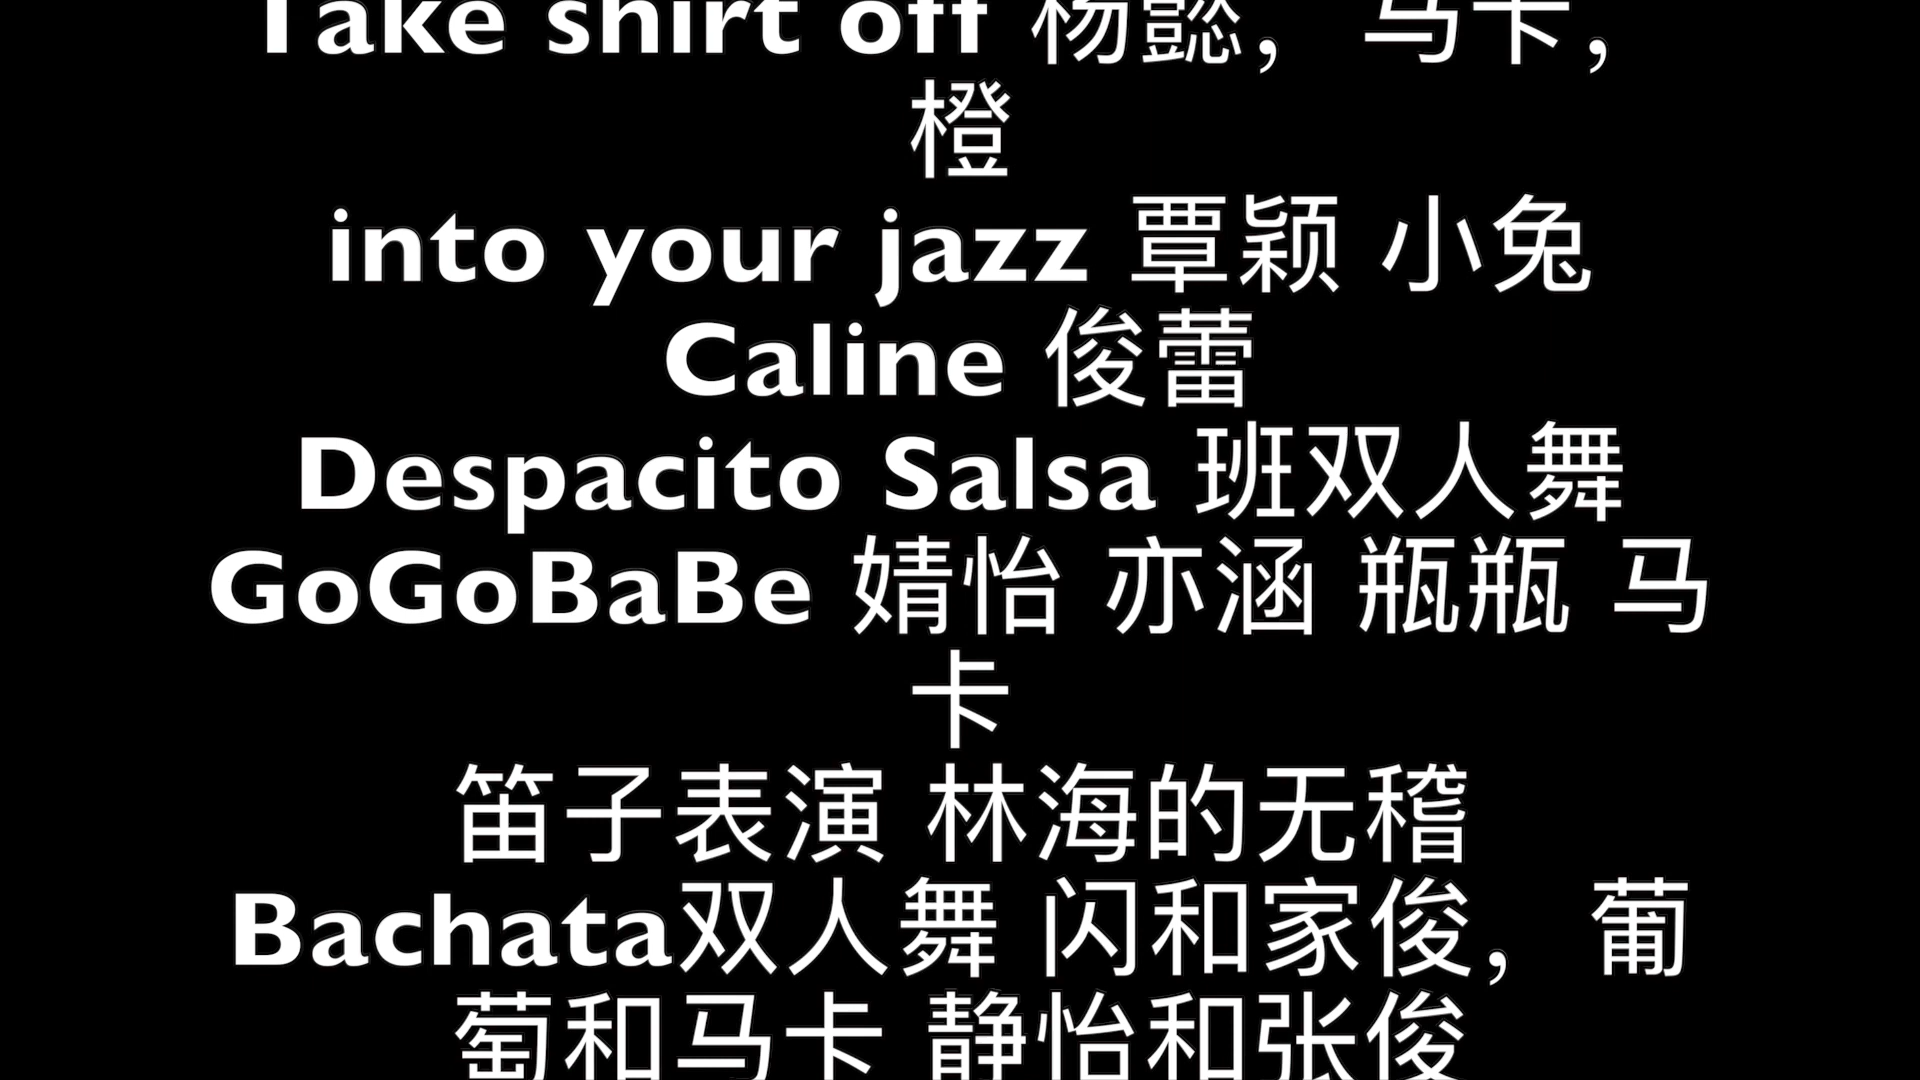 Take shirt off 杨懿，马卡，
橙
into your jazz 覃颖 小兔
Caline 俊蕾
Despacito Salsa 班双人舞
GoGoBaBe 婧怡 亦涵 瓶瓶 马
卡
笛子表演 林海的无稽
Bachata双人舞 闪和家俊，葡
萄和马卡 静怡和张俊